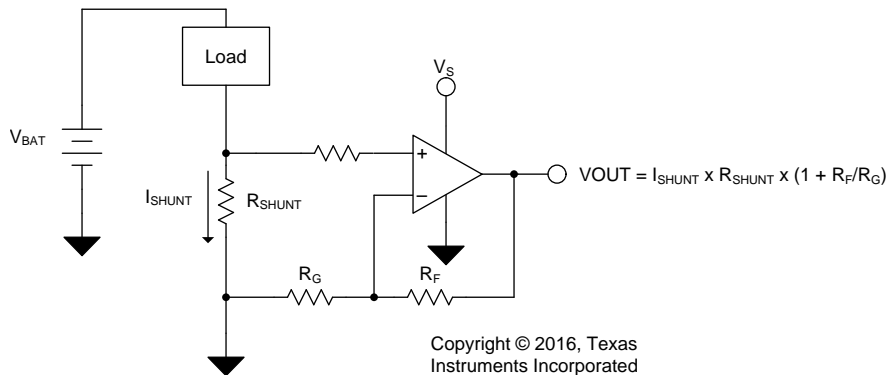 Load
V_S
V_BAT
+
−
VOUT = I_SHUNT x R_SHUNT x (1 + R_F/R_G)
I_SHUNT
R_SHUNT
R_G
R_F
Copyright © 2016, Texas
Instruments Incorporated